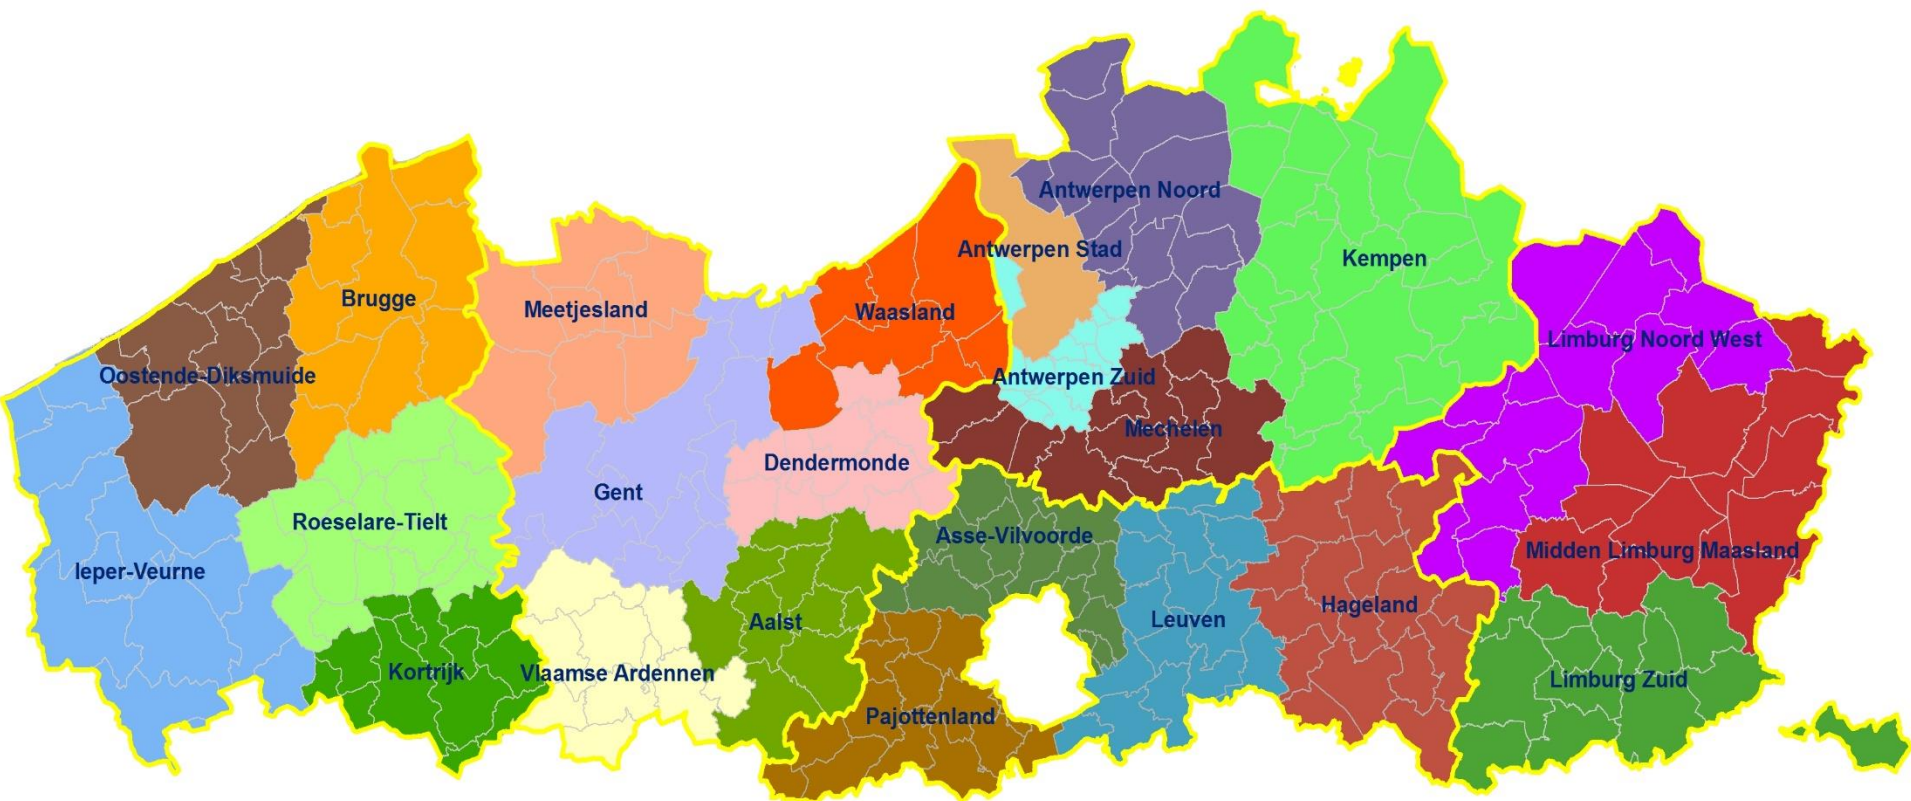 Antwerpen Noord
Antwerpen Stad
Kempen
Brugge
Meetjesland
Waasland
Limburg Noord West
Oostende-Diksmuide
Antwerpen Zuid
Mechelen
Dendermonde
Gent
Roeselare-Tielt
Asse-Vilvoorde
Midden Limburg Maasland
Ieper-Veurne
Hageland
Aalst
Leuven
Kortrijk
Vlaamse Ardennen
Limburg Zuid
Pajottenland